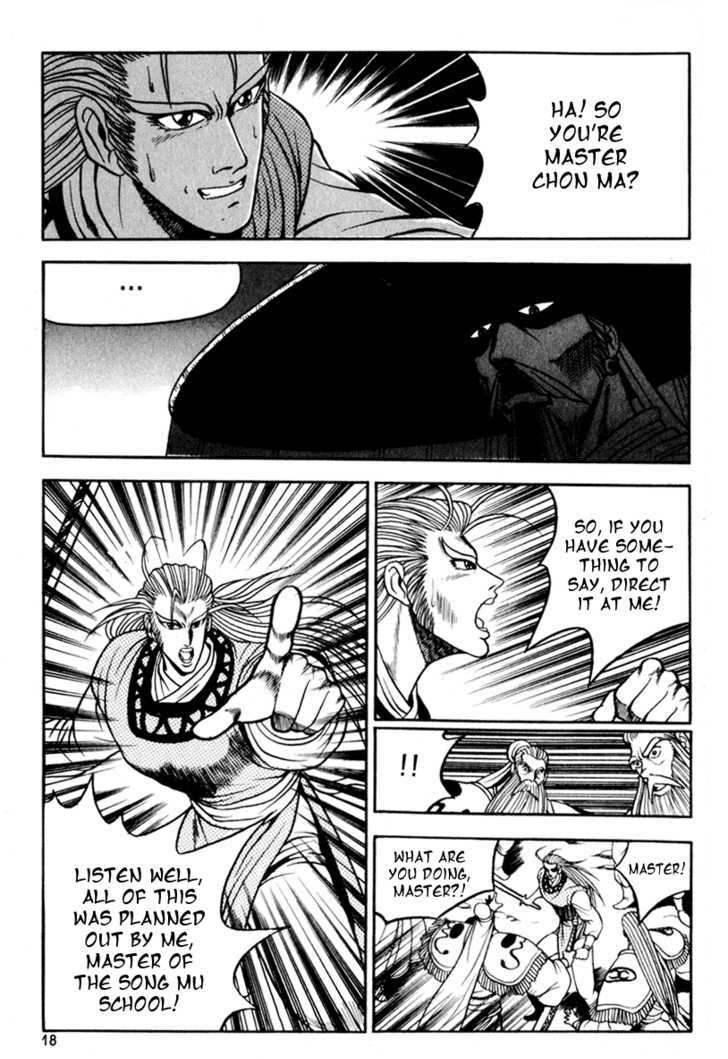 HA! SO
YOU'RE
MASTER
CHON MA?
...
LISTEN WELL,
ALL OF THIS
WAS PLANNED
OUT BY ME,
MASTER OF
THE SONG MU
SCHOOL!
SO, IF YOU
HAVE SOME-
THING TO
SAY, DIRECT
IT AT ME!
!!
WHAT ARE
YOU DOING,
MASTER?!
MASTER!
18